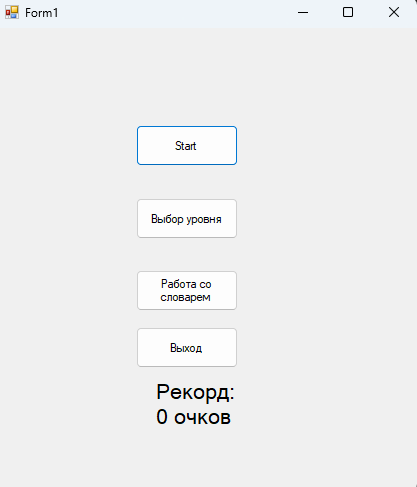 Form1
Start
Выбор уровня
Работа со
словарем
Выход
Рекорд:
0 очков